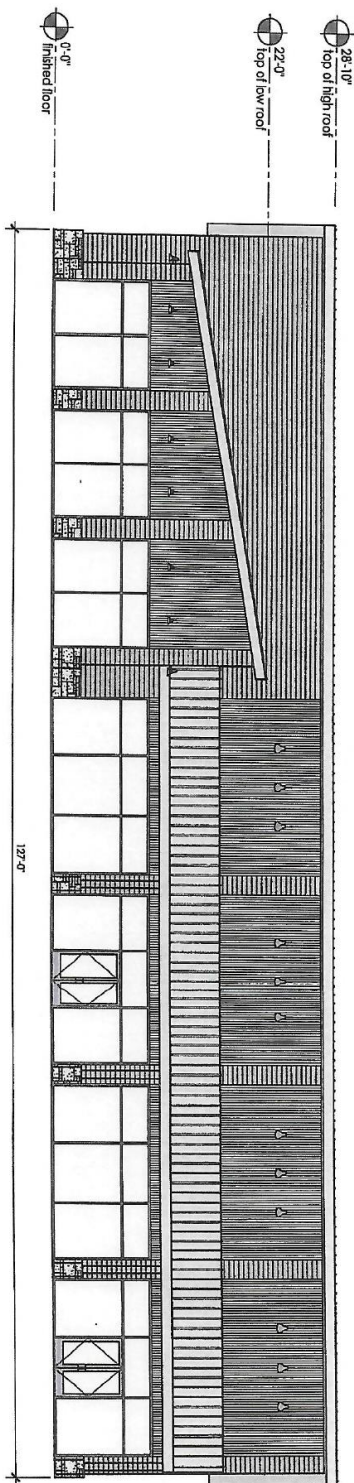 28'-10"
top of high roof
22'-0"
top of low roof
0'-0"
finished floor
127'-0"